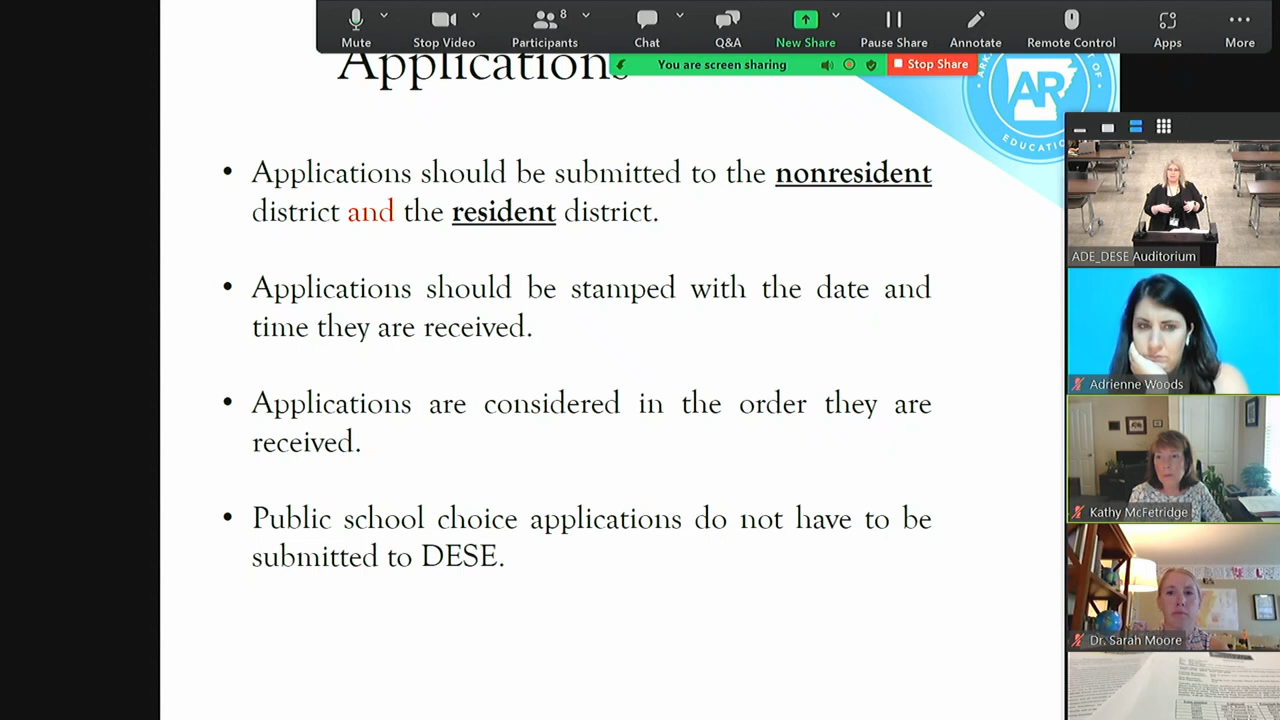 8
Mute
Stop Video
Participants
Chat
Q&A
New Share
Pause Share
Annotate
Remote Control
Apps
More
You are screen sharing
Stop Share
Applications
AR
EDUCATIO
• Applications should be submitted to the nonresident
district and the resident district.
• Applications should be stamped with the date and
time they are received.
• Applications are considered in the order they are
received.
• Public school choice applications do not have to be
submitted to DESE.
ADE_DESE Auditorium
Adrienne Woods
Kathy McFetridge
Dr. Sarah Moore